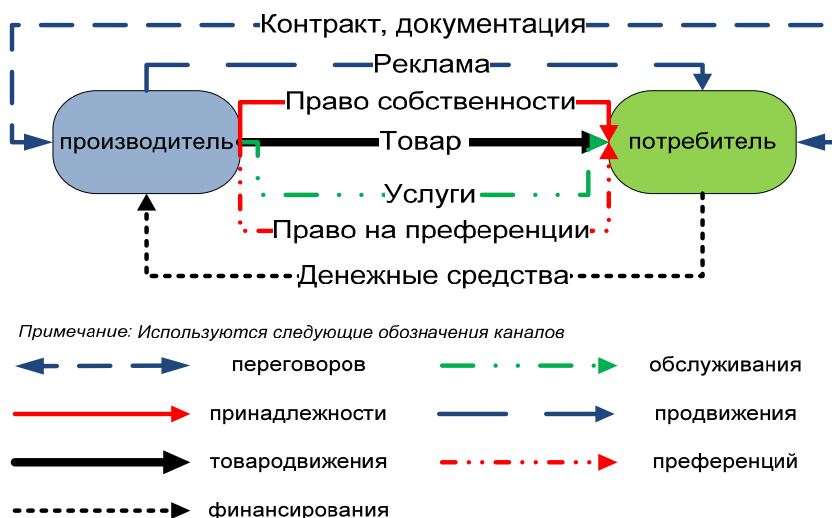 Контракт, документация
Реклама
Право собственности
производитель
Товар
потребитель
Услуги
Право на преференции
Денежные средства
Примечание: Используются следующие обозначения каналов
переговоров
обслуживания
принадлежности
продвижения
товародвижения
преференций
финансирования